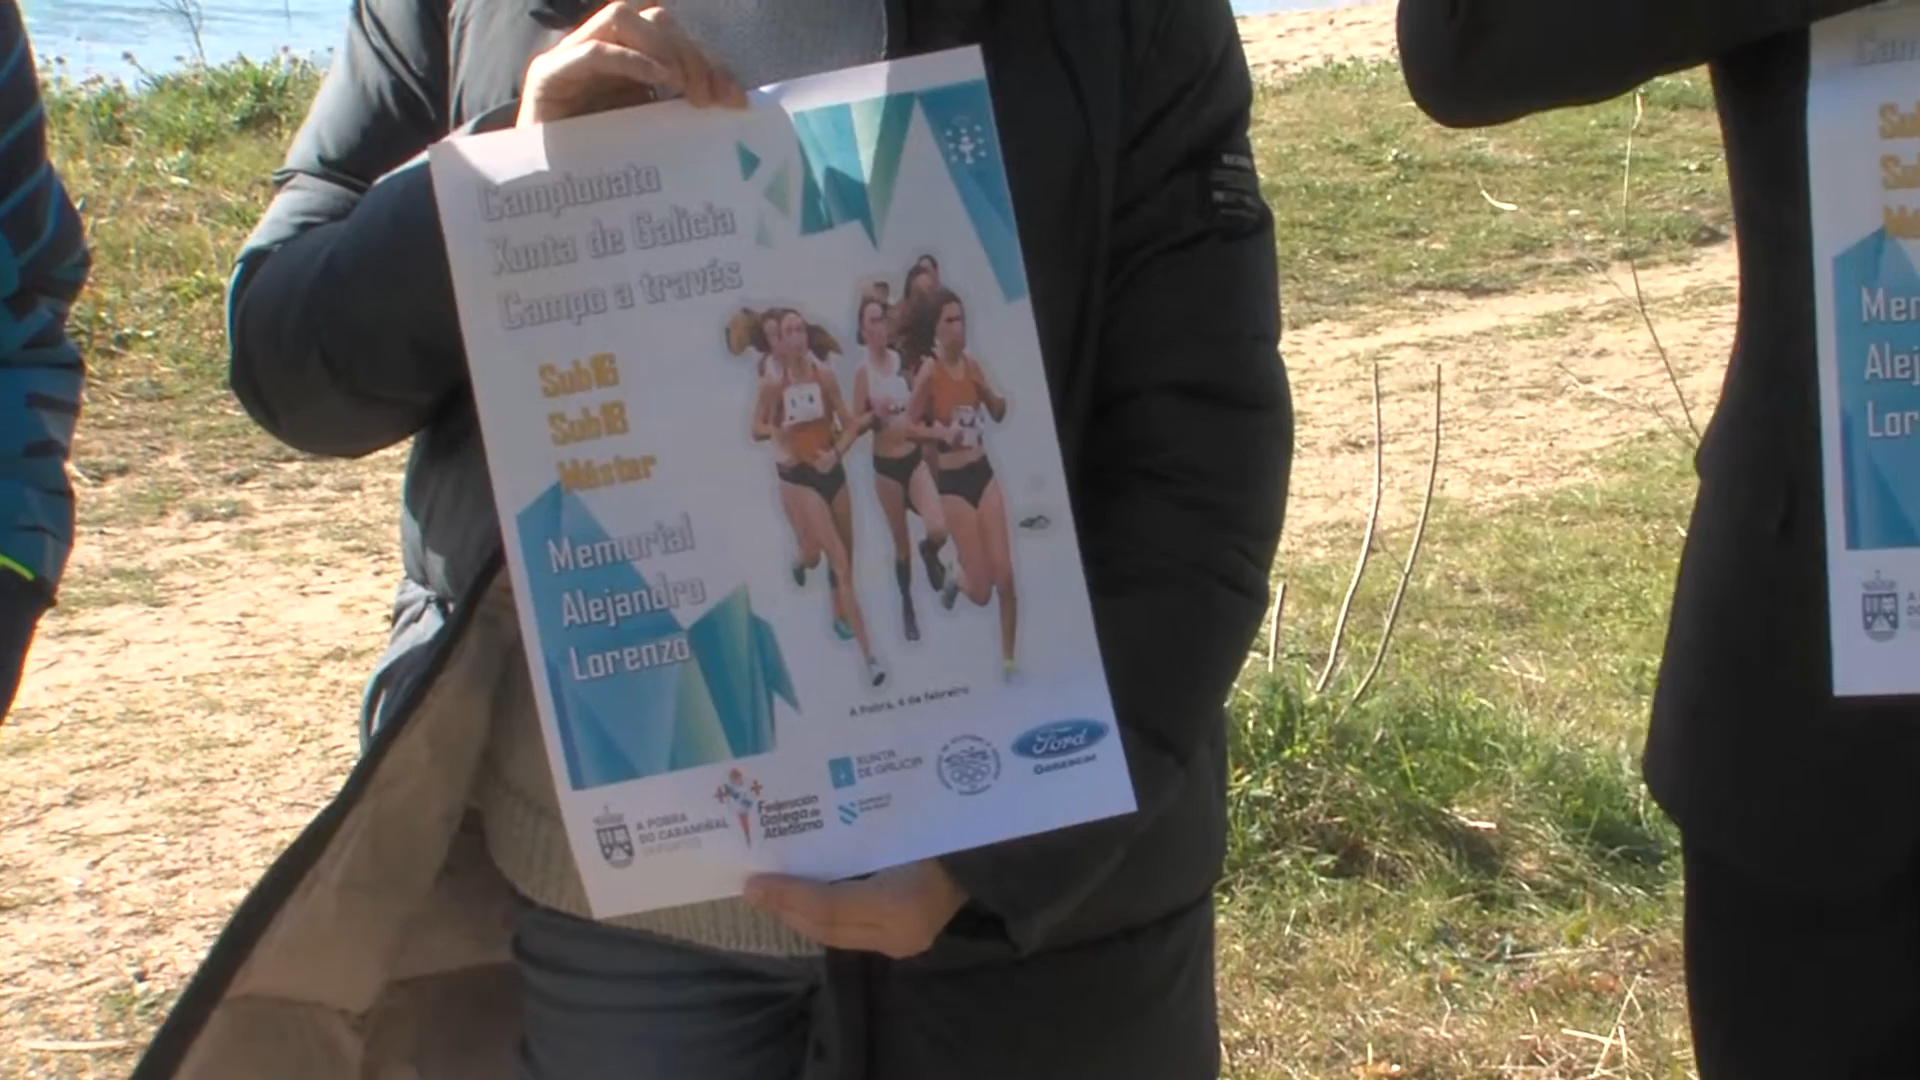 Campionato
Xunta de Galicia
Campo a través
Sub16
Sub18
Máster
Memorial
Alejandro
Lorenzo
A Pobra, 4 de febreiro
XUNTA
DE GALICIA
Ford
A POBRA
DO CARAMIÑAL
Federación
Galega de
Atletismo